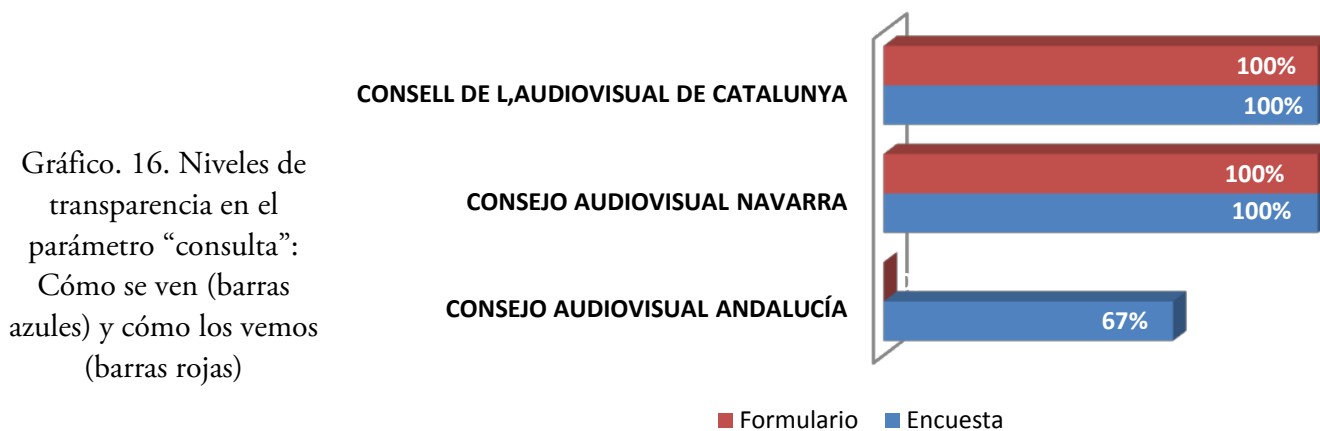 Gráfico. 16. Niveles de
transparencia en el
parámetro “consulta”:
Cómo se ven (barras
azules) y cómo los vemos
(barras rojas)
CONSELL DE L,AUDIOVISUAL DE CATALUNYA
100%
100%
CONSEJO AUDIOVISUAL NAVARRA
100%
100%
CONSEJO AUDIOVISUAL ANDALUCÍA
67%
Formulario Encuesta